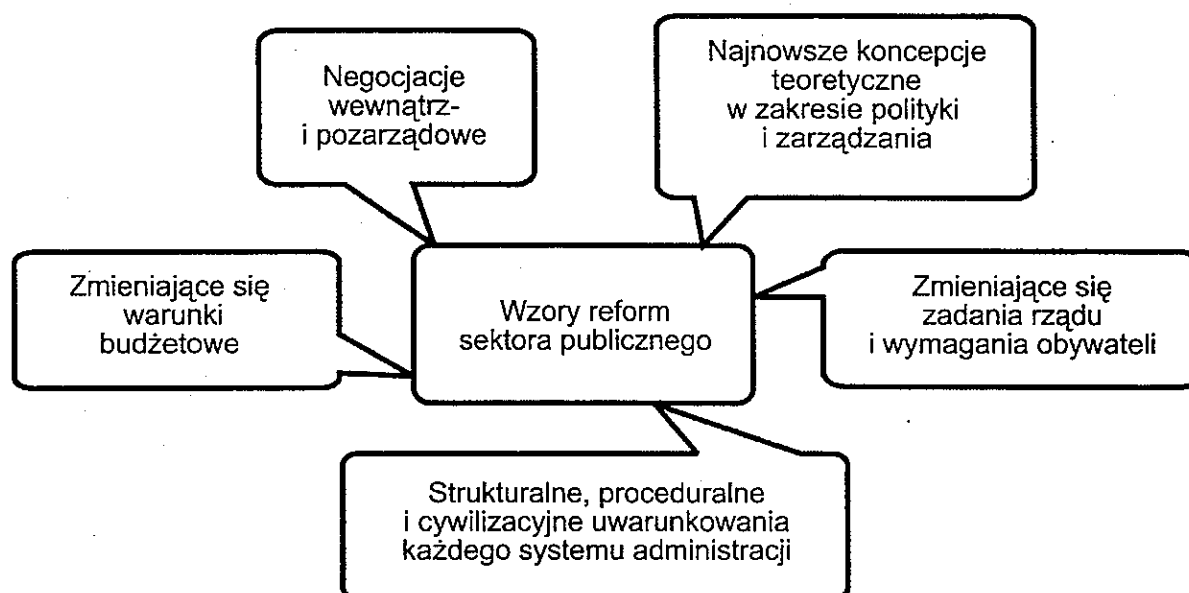 Negocjacje
wewnątrz-
i pozarządowe
Najnowsze koncepcje
teoretyczne
w zakresie polityki
i zarządzania
Zmieniające się
warunki
budżetowe
Wzory reform
sektora publicznego
Zmieniające się
zadania rządu
i wymagania obywateli
Strukturalne, proceduralne
i cywilizacyjne uwarunkowania
każdego systemu administracji